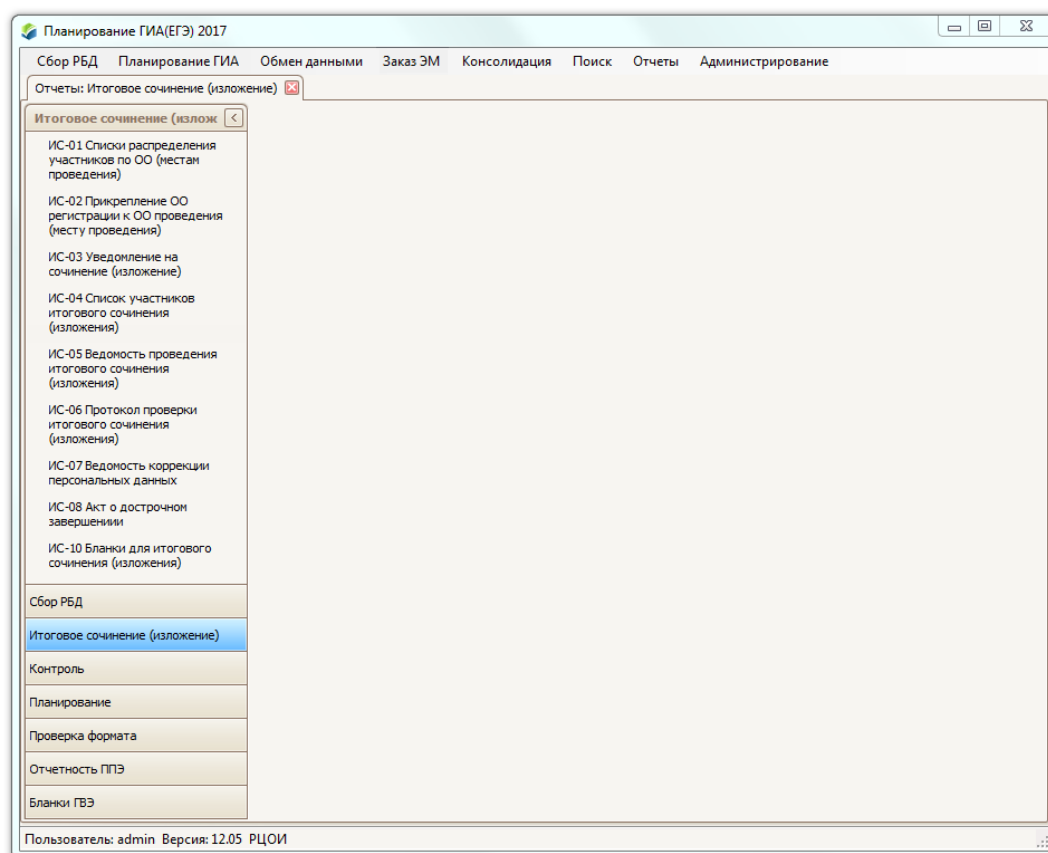 Планирование ГИА(ЕГЭ) 2017
Сбор РБД Планирование ГИА Обмен данными Заказ ЭМ Консолидация Поиск Отчеты Администрирование
Отчеты: Итоговое сочинение (изложение)
Итоговое сочинение (излож
ИС-01 Списки распределения
участников по ОО (местам
проведения)
ИС-02 Прикрепление ОО
регистрации к ОО проведения
(месту проведения)
ИС-03 Уведомление на
сочинение (изложение)
ИС-04 Список участников
итогового сочинения
(изложения)
ИС-05 Ведомость проведения
итогового сочинения
(изложения)
ИС-06 Протокол проверки
итогового сочинения
(изложения)
ИС-07 Ведомость коррекции
персональных данных
ИС-08 Акт о дострочном
завершениии
ИС-10 Бланки для итогового
сочинения (изложения)
Сбор РБД
Итоговое сочинение (изложение)
Контроль
Планирование
Проверка формата
Отчетность ППЭ
Бланки ГВЭ
Пользователь: admin Версия: 12.05 РЦОИ